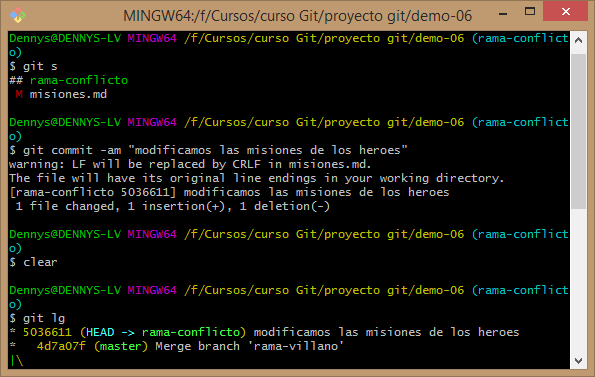 MINGW64:/f/Cursos/curso Git/proyecto git/demo-06
Dennys@DENNYS-LV MINGW64 /f/Cursos/curso Git/proyecto git/demo-06 (rama-conflict
o)
$ git s
## rama-conflicto
 M misiones.md
Dennys@DENNYS-LV MINGW64 /f/Cursos/curso Git/proyecto git/demo-06 (rama-conflict
o)
$ git commit -am "modificamos las misiones de los heroes"
warning: LF will be replaced by CRLF in misiones.md.
The file will have its original line endings in your working directory.
[rama-conflicto 5036611] modificamos las misiones de los heroes
 1 file changed, 1 insertion(+), 1 deletion(-)
Dennys@DENNYS-LV MINGW64 /f/Cursos/curso Git/proyecto git/demo-06 (rama-conflict
o)
$ clear
Dennys@DENNYS-LV MINGW64 /f/Cursos/curso Git/proyecto git/demo-06 (rama-conflict
o)
$ git lg
* 5036611 (HEAD -> rama-conflicto) modificamos las misiones de los heroes
*   4d7a07f (master) Merge branch 'rama-villano'
|\